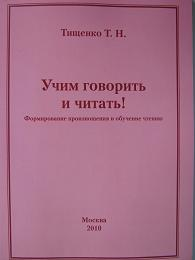 Тищенко Т. Н.
Учим говорить
и читать!
Формирование произношения и обучение чтению
Москва
2010